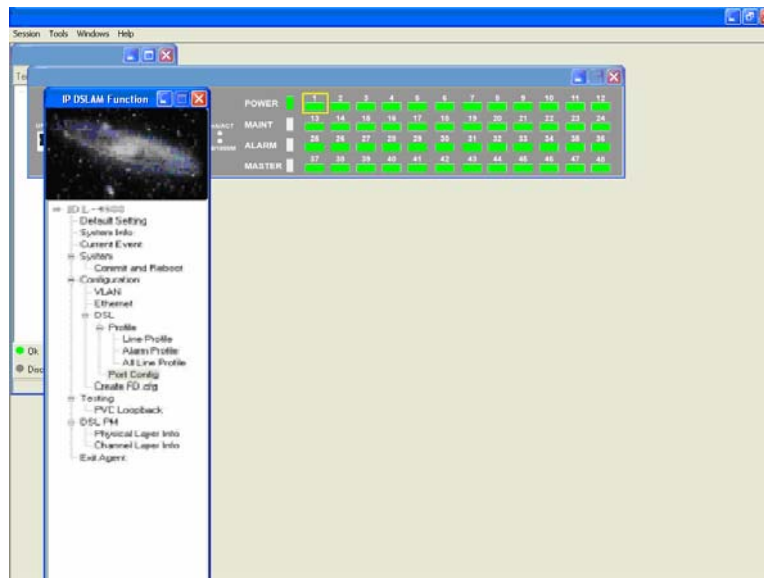 Session Tools Windows Help
Te
IP DSLAM Function
POWER 1 2 3 4 5 6 7 8 9 10 11 12
MAINT 13 14 15 16 17 18 19 20 21 22 23 24
ALARM 25 26 27 28 29 30 31 32 33 34 35 36
MASTER 37 38 39 40 41 42 43 44 45 46 47 48
Default Setting
System Info
Current Event
System
Commit and Reboot
Configuration
VLAN
Ethernet
DSL
Profile
Line Profile
Alarm Profile
All Line Profile
Port Config
Create FD.cfg
Testing
PVC Loopback
DSL PM
Physical Layer Info
Channel Layer Info
Exit Agent
Ok
Disc